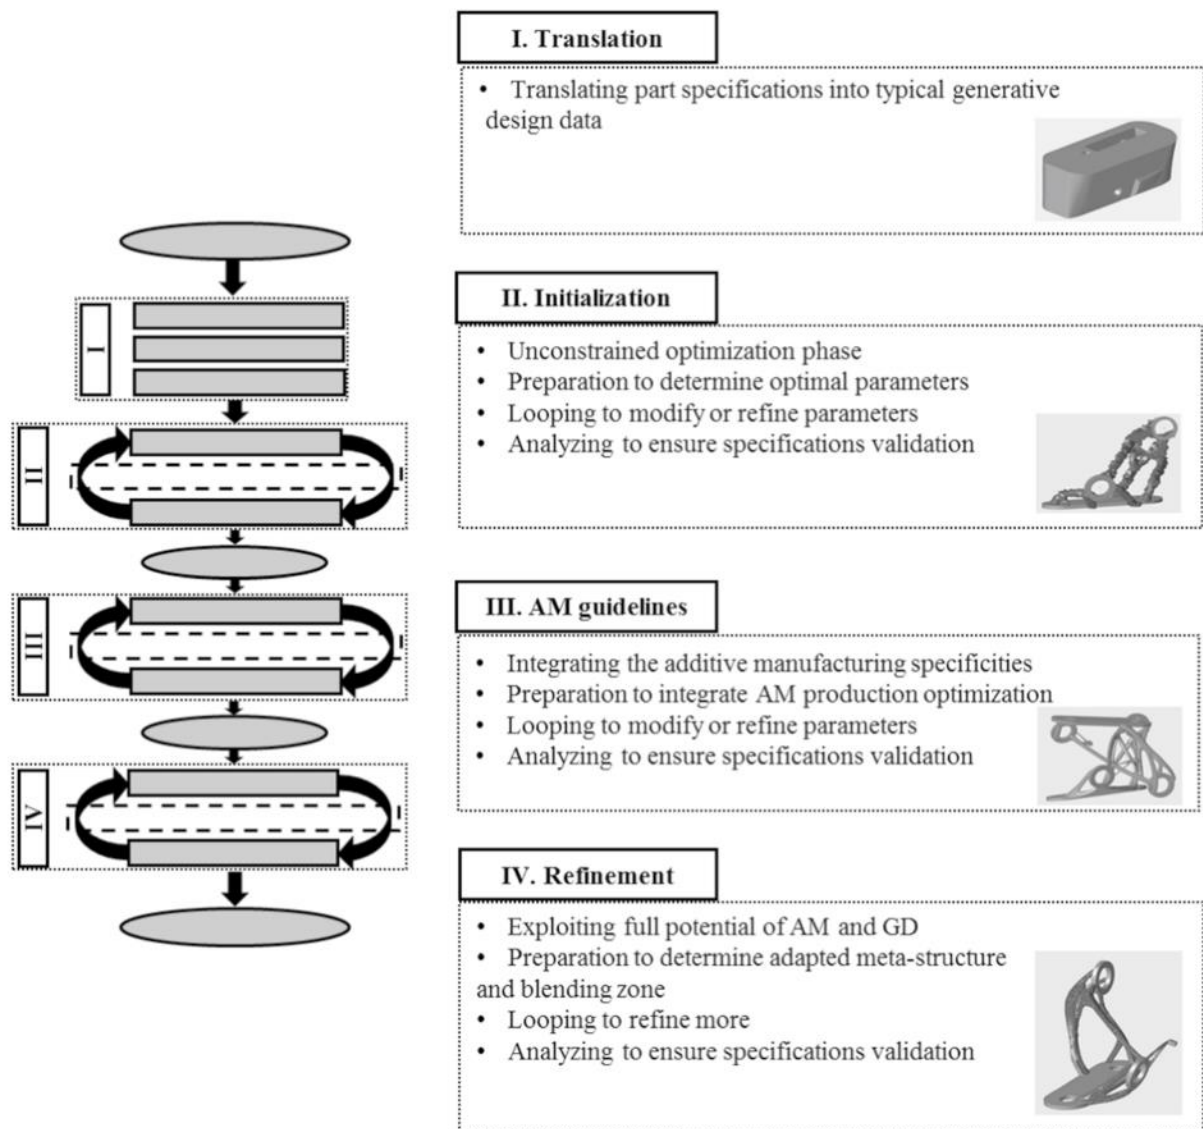 I. Translation
• Translating part specifications into typical generative
design data
I
II. Initialization
• Unconstrained optimization phase
• Preparation to determine optimal parameters
• Looping to modify or refine parameters
• Analyzing to ensure specifications validation
II
III. AM guidelines
• Integrating the additive manufacturing specificities
• Preparation to integrate AM production optimization
• Looping to modify or refine parameters
• Analyzing to ensure specifications validation
III
IV. Refinement
• Exploiting full potential of AM and GD
• Preparation to determine adapted meta-structure
and blending zone
• Looping to refine more
• Analyzing to ensure specifications validation
IV